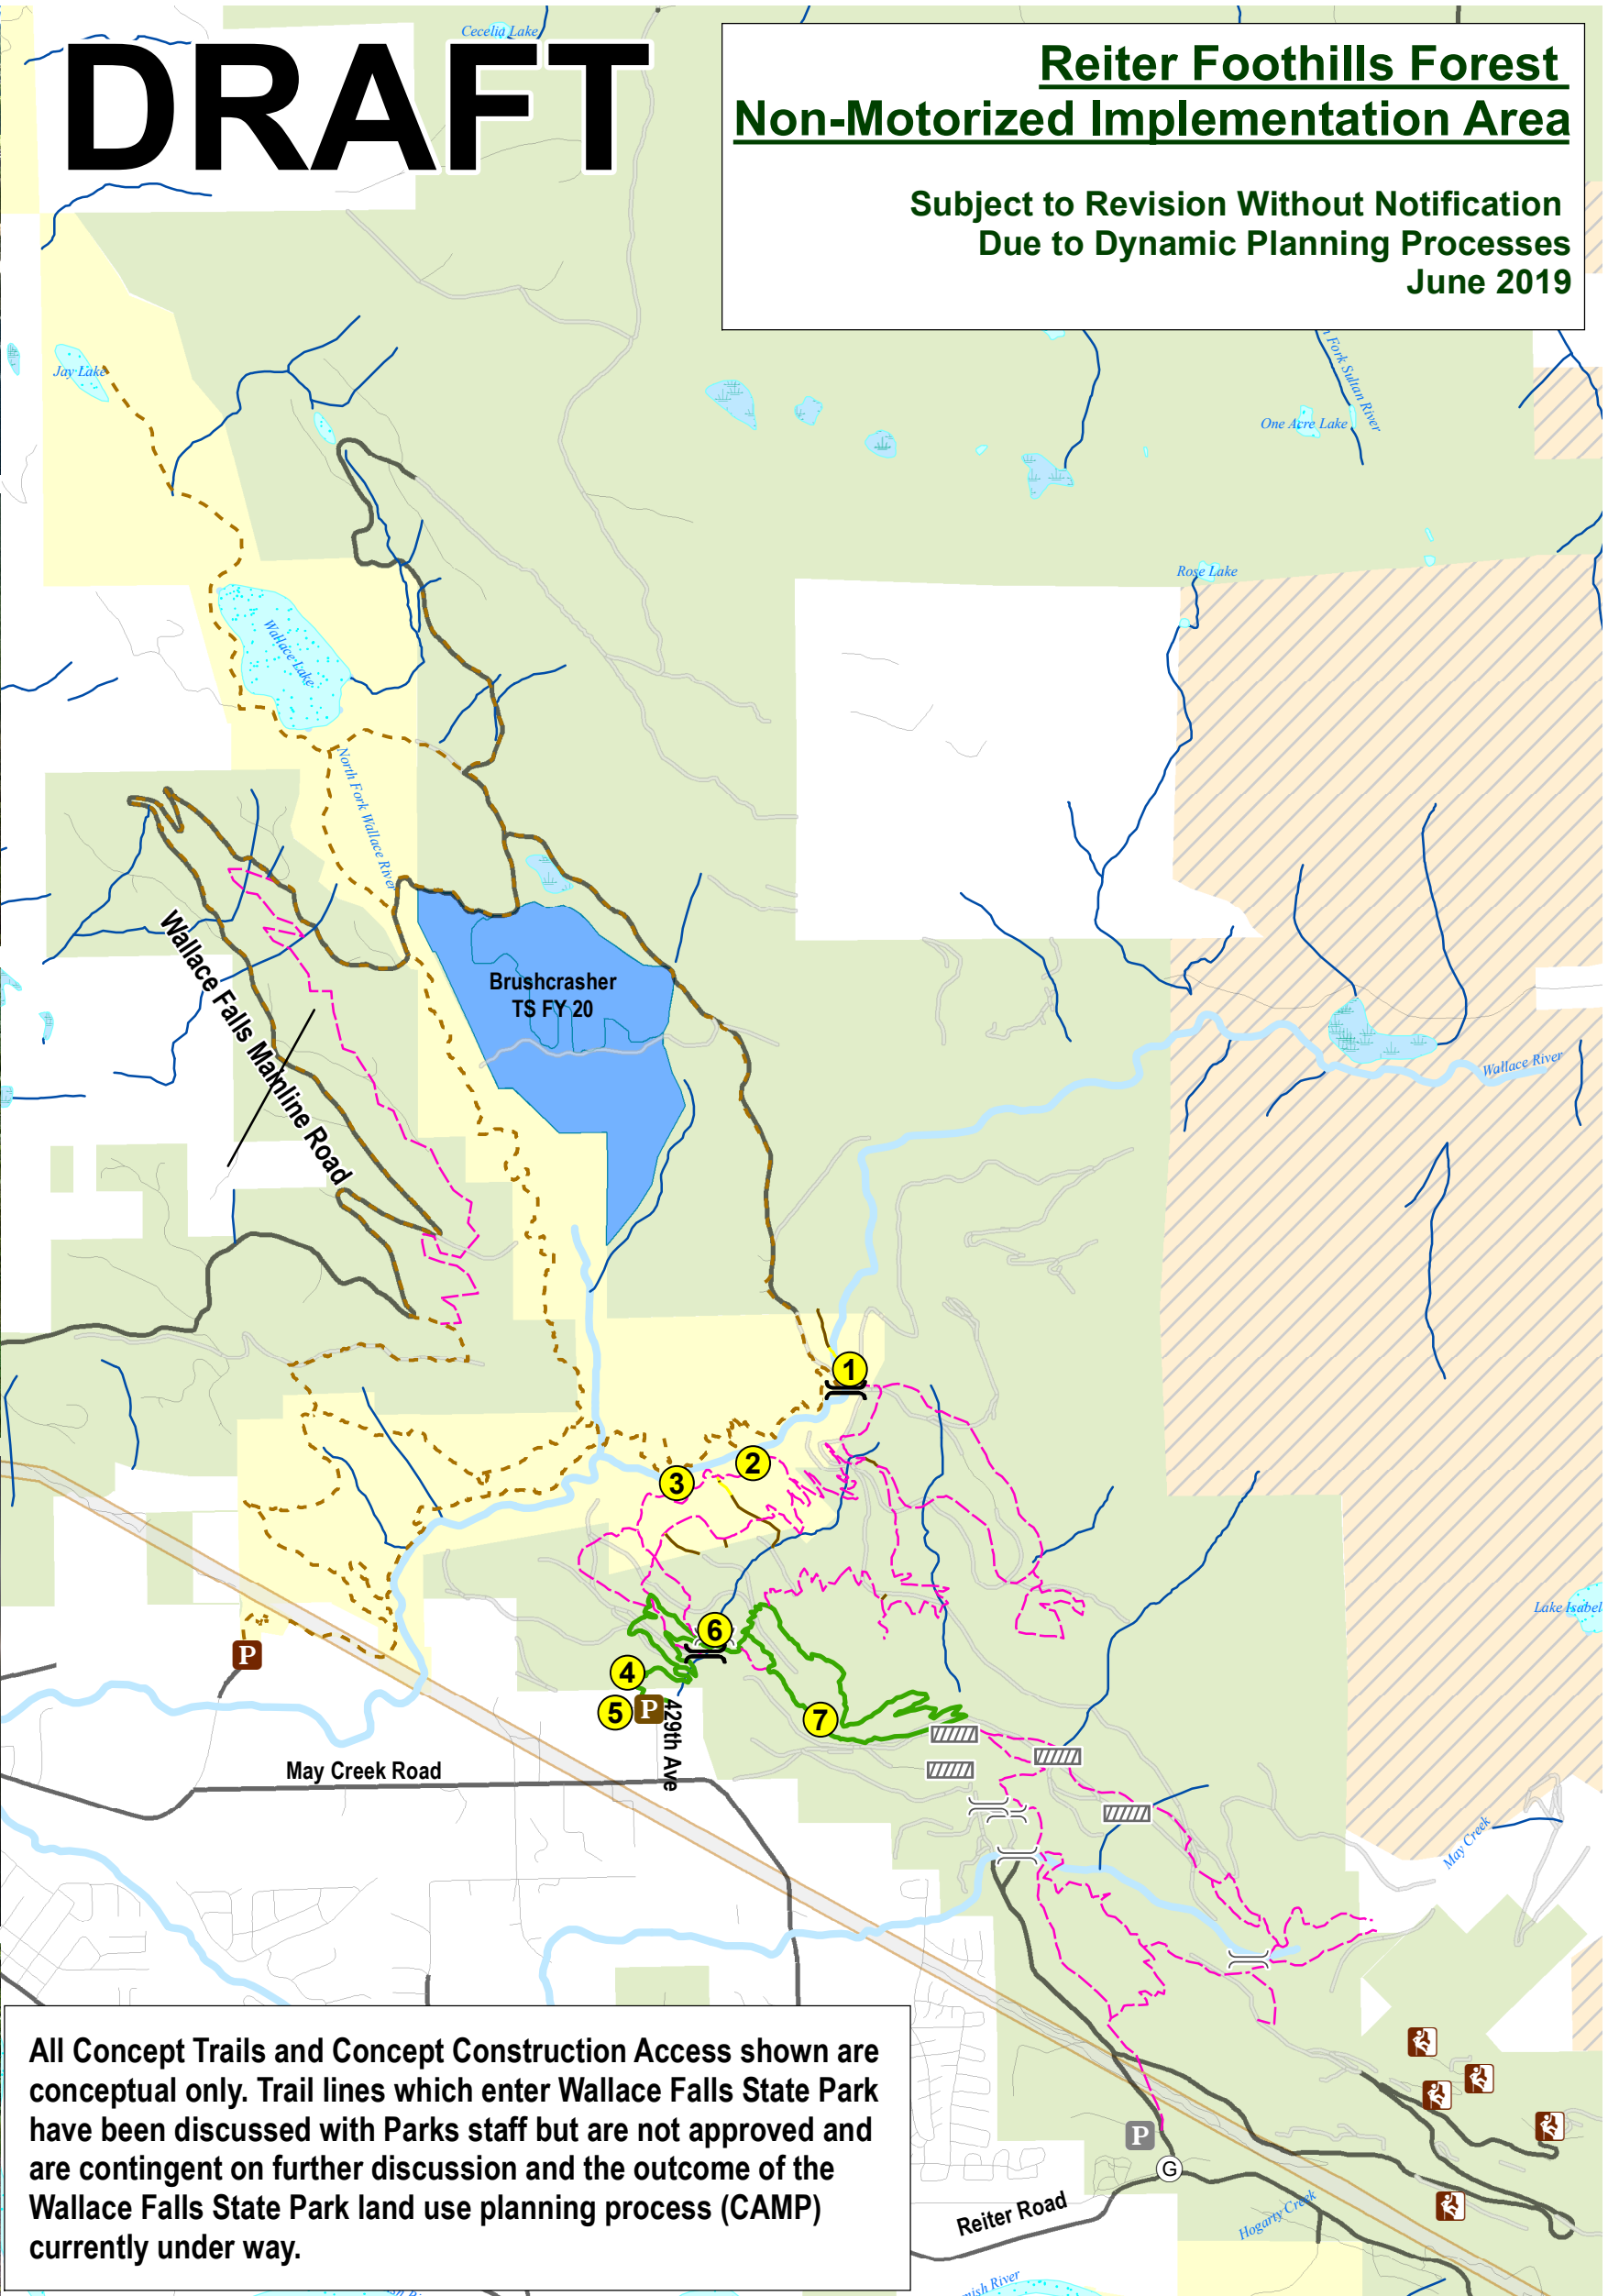 DRAFT
Cecelia Lake
Reiter Foothills Forest
Non-Motorized Implementation Area
Subject to Revision Without Notification
Due to Dynamic Planning Processes
June 2019
Jay Lake
Fork Sultan River
One Acre Lake
Rose Lake
Wallace Lake
North Fork Wallace River
Wallace Falls Mainline Road
Brushcrasher
TS FY 20
Wallace River
1
2
3
Lake Isabel
P
6
4
5
P
7
429th Ave
May Creek Road
May Creek
P
G
Reiter Road
Hogarty Creek
River
All Concept Trails and Concept Construction Access shown are
conceptual only. Trail lines which enter Wallace Falls State Park
have been discussed with Parks staff but are not approved and
are contingent on further discussion and the outcome of the
Wallace Falls State Park land use planning process (CAMP)
currently under way.